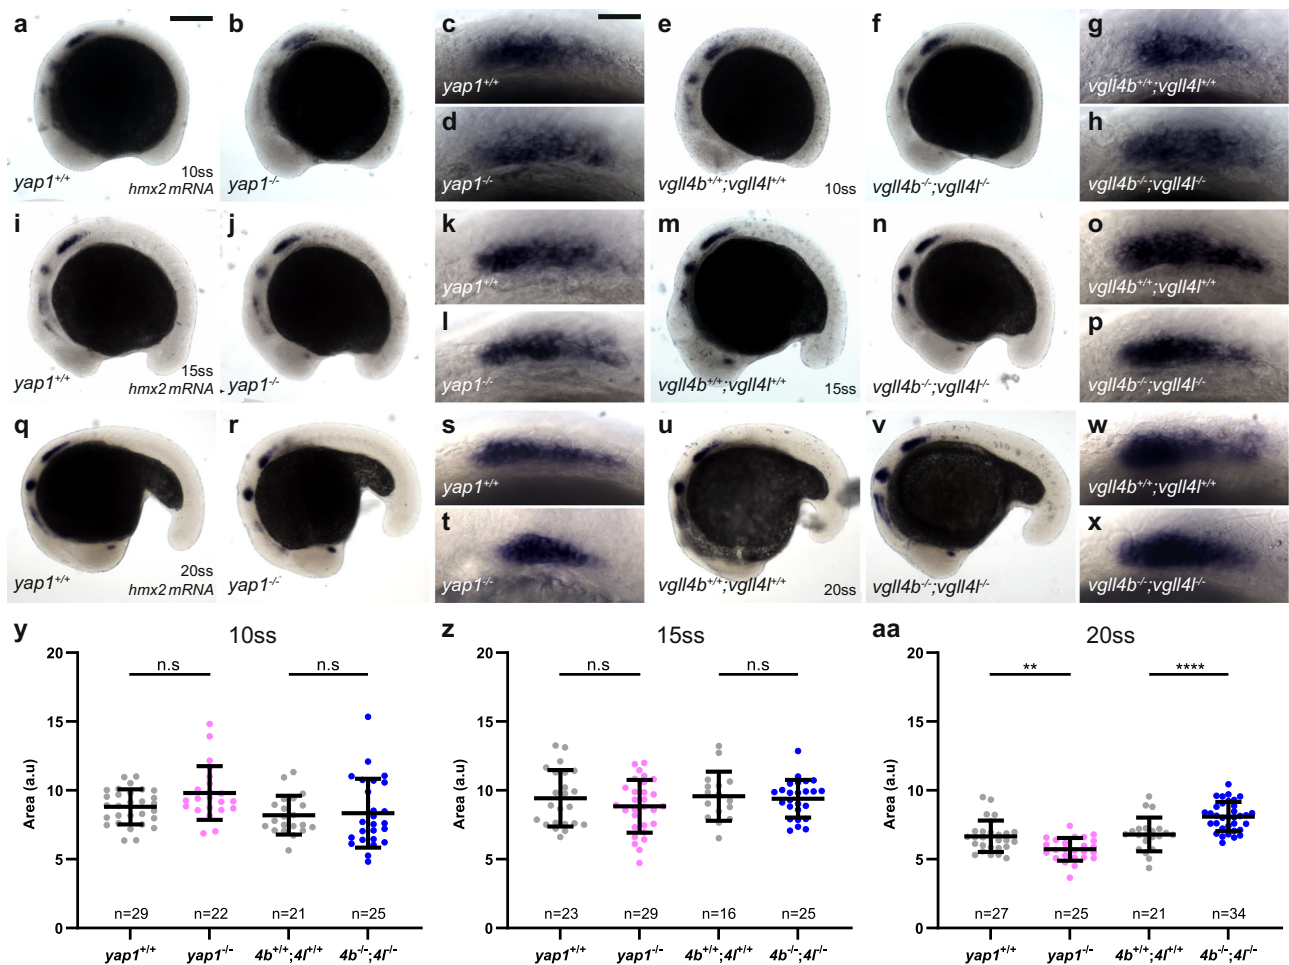 a b c e f g
yap1+/+
d h
yap1+/+ 10ss hmx2 mRNA yap1-/- yap1-/- vgll4b+/+;vgll4l+/+ 10ss vgll4b-/-;vgll4l-/- vgll4b+/+;vgll4l+/+
vgll4b-/-;vgll4l-/-
i j k m n o
yap1+/+ vgll4b+/+;vgll4l+/+
l p
yap1+/+ 15ss hmx2 mRNA yap1-/- yap1-/- vgll4b+/+;vgll4l+/+ 15ss vgll4b-/-;vgll4l-/- vgll4b-/-;vgll4l-/-
q r s u v w
yap1+/+ vgll4b+/+;vgll4l+/+
t x
yap1+/+ 20ss hmx2 mRNA yap1-/- yap1-/- vgll4b+/+;vgll4l+/+ 20ss vgll4b-/-;vgll4l-/- vgll4b-/-;vgll4l-/-
y 10ss
Area (a.u)
20
15
10
5
0
n.s n.s
n=29 n=22 n=21 n=25
yap1+/+ yap1-/- 4b+/+;4l+/+ 4b-/-;4l-/-
z 15ss
Area (a.u)
20
15
10
5
0
n.s n.s
n=23 n=29 n=16 n=25
yap1+/+ yap1-/- 4b+/+;4l+/+ 4b-/-;4l-/-
aa 20ss
Area (a.u)
20
15
10
5
0
** ****
n=27 n=25 n=21 n=34
yap1+/+ yap1-/- 4b+/+;4l+/+ 4b-/-;4l-/-